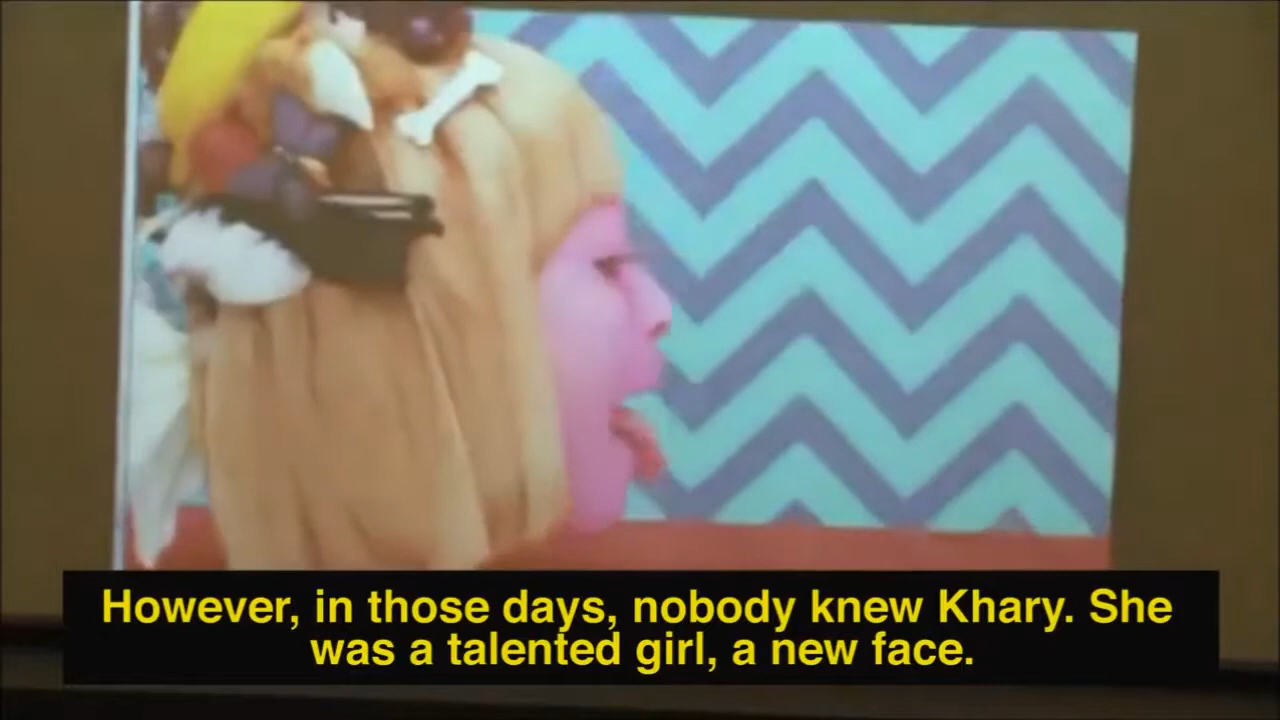 However, in those days, nobody knew Khary. She
was a talented girl, a new face.